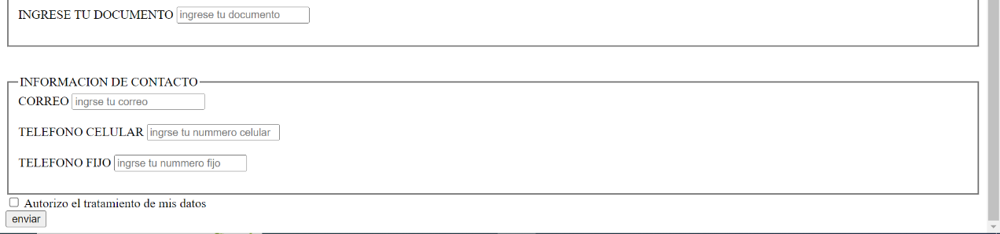 INGRESE TU DOCUMENTO ingrese tu documento
INFORMACION DE CONTACTO
CORREO ingrse tu correo
TELEFONO CELULAR ingrse tu nummero celular
TELEFONO FIJO ingrse tu nummero fijo
Autorizo el tratamiento de mis datos
enviar